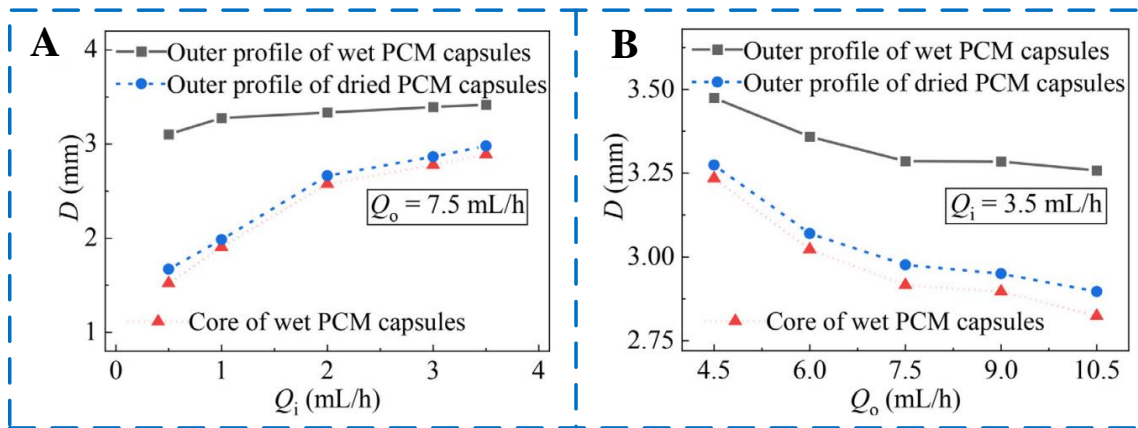 A
4
3
2
1
D (mm)
Outer profile of wet PCM capsules
Outer profile of dried PCM capsules
Qo = 7.5 mL/h
Core of wet PCM capsules
0 1 2 3 4
Qi (mL/h)
B
3.50
3.25
3.00
2.75
D (mm)
Outer profile of wet PCM capsules
Outer profile of dried PCM capsules
Qi = 3.5 mL/h
Core of wet PCM capsules
4.5 6.0 7.5 9.0 10.5
Qo (mL/h)